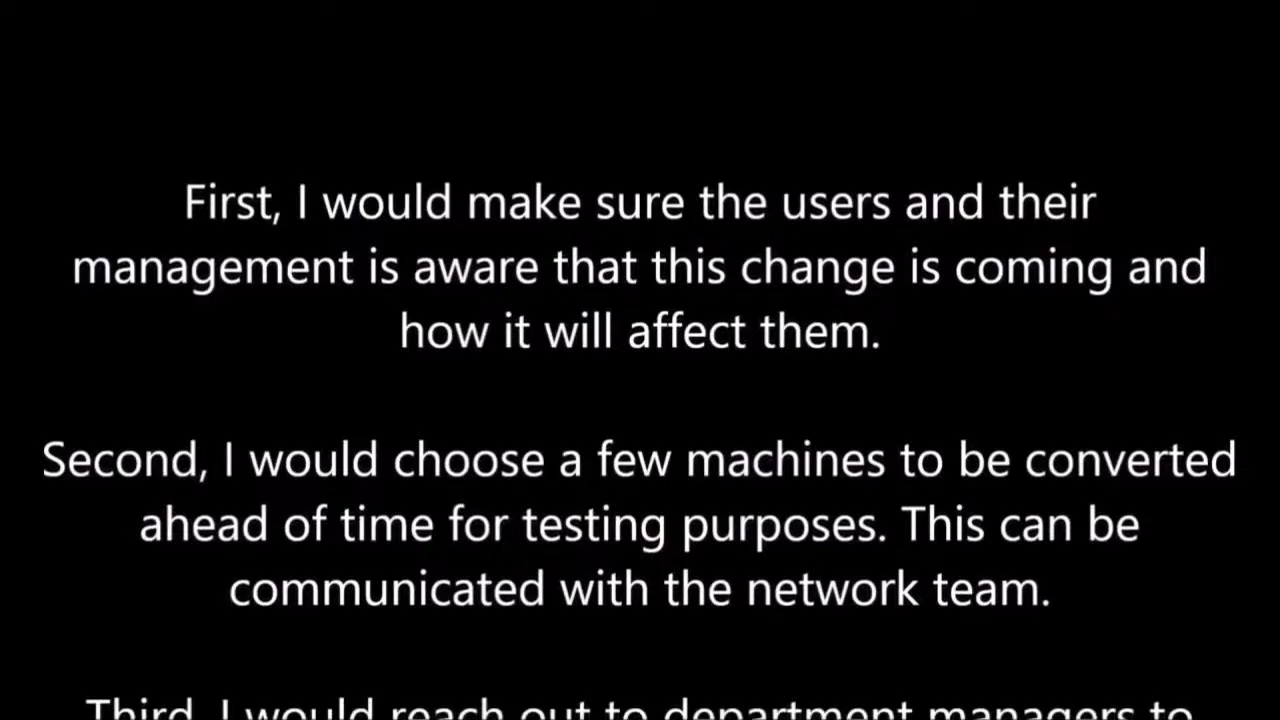 First, I would make sure the users and their
management is aware that this change is coming and
how it will affect them.
Second, I would choose a few machines to be converted
ahead of time for testing purposes. This can be
communicated with the network team.
Third, I would reach out to department managers to